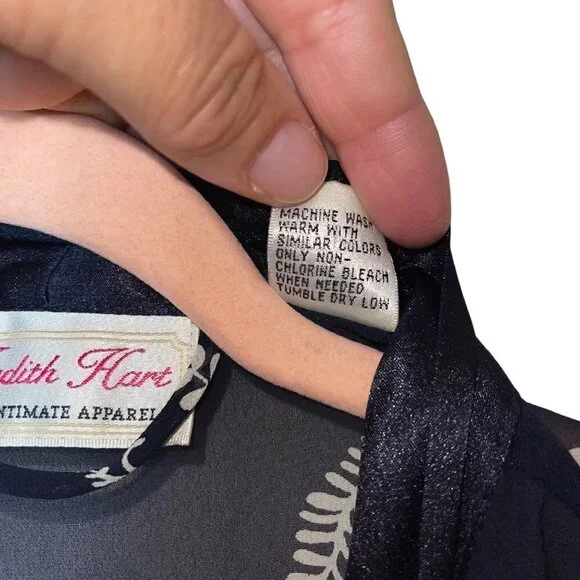 MACHINE WASH
WARM WITH
SIMILAR COLORS
ONLY NON-
CHLORINE BLEACH
WHEN NEEDED
TUMBLE DRY LOW
udith Hart
NTIMATE APPAREL